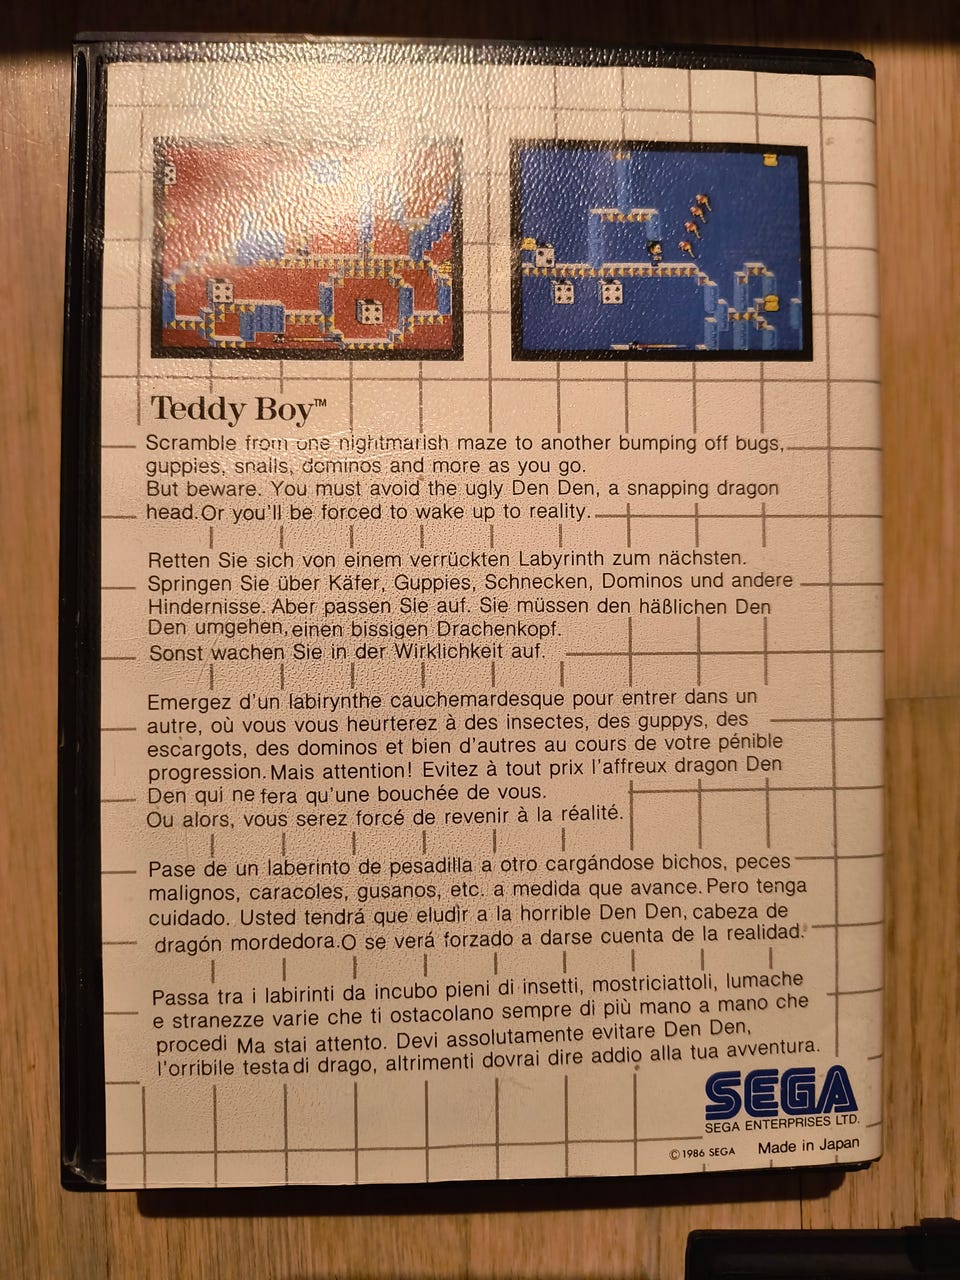 Teddy Boy™
Scramble from one nightmarish maze to another bumping off bugs,
guppies, snails, dominos and more as you go.
But beware. You must avoid the ugly Den Den, a snapping dragon
head.Or you'll be forced to wake up to reality.
Retten Sie sich von einem verrückten Labyrinth zum nächsten.
Springen Sie über Käfer, Guppies, Schnecken, Dominos und andere
Hindernisse. Aber passen Sie auf. Sie müssen den häßlichen Den
Den umgehen, einen bissigen Drachenkopf.
Sonst wachen Sie in der Wirklichkeit auf.
Emergez d'un labirynthe cauchemardesque pour entrer dans un
autre, où vous vous heurterez à des insectes, des guppys, des
escargots, des dominos et bien d'autres au cours de votre pénible
progression. Mais attention! Evitez à tout prix l'affreux dragon Den
Den qui ne fera qu'une bouchée de vous.
Ou alors, vous serez forcé de revenir à la réalité.
Pase de un laberinto de pesadilla a otro cargándose bichos, peces
malignos, caracoles, gusanos, etc. a medida que avance. Pero tenga
cuidado. Usted tendrá que eludir a la horrible Den Den, cabeza de
dragón mordedora.O se verá forzado a darse cuenta de la realidad.
Passa tra i labirinti da incubo pieni di insetti, mostriciattoli, lumache
e stranezze varie che ti ostacolano sempre di più mano a mano che
procedi Ma stai attento. Devi assolutamente evitare Den Den,
l'orribile testa di drago, altrimenti dovrai dire addio alla tua avventura.
SEGA
SEGA ENTERPRISES LTD.
©1986 SEGA Made in Japan